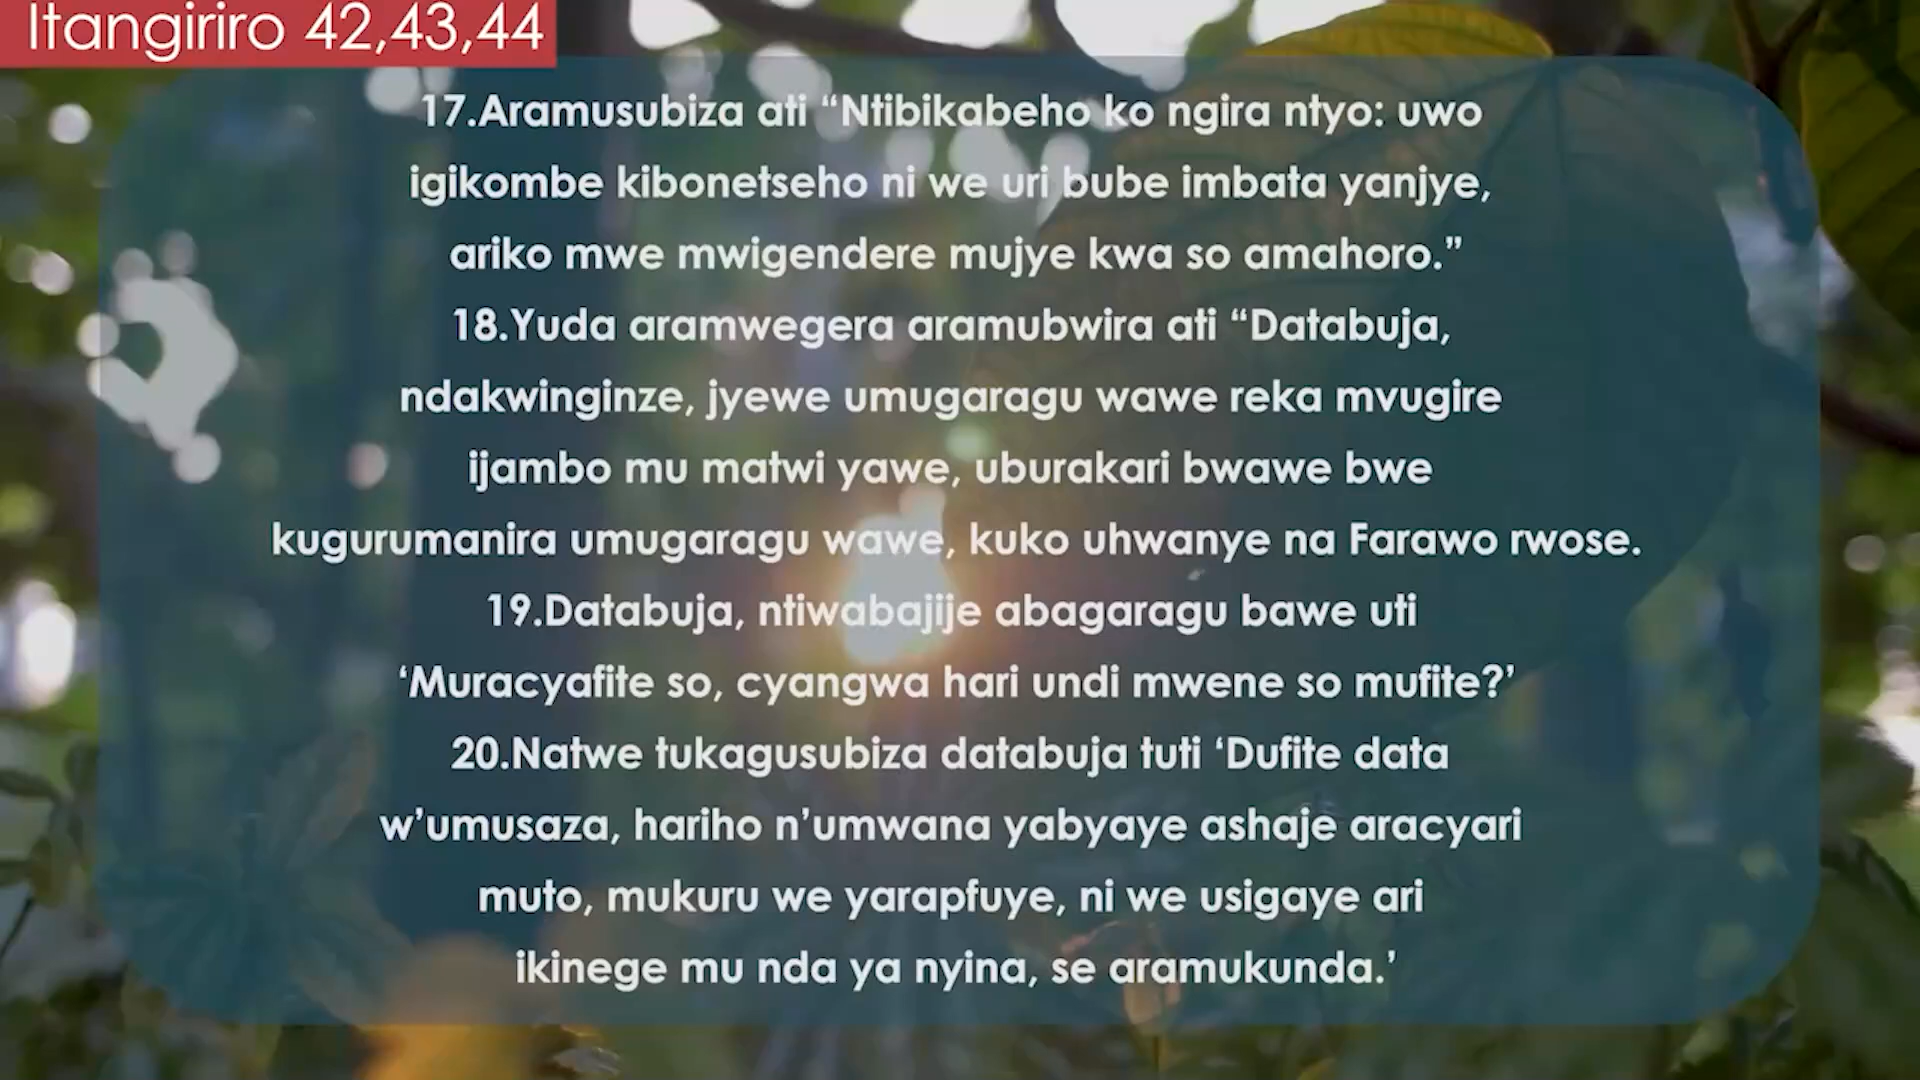 Itangiriro 42,43,44
17.Aramusubiza ati “Ntibikabeho ko ngira ntyo: uwo
igikombe kibonetseho ni we uri bube imbata yanjye,
ariko mwe mwigendere mujye kwa so amahoro.”
18.Yuda aramwegera aramubwira ati “Databuja,
ndakwinginze, jyewe umugaragu wawe reka mvugire
ijambo mu matwi yawe, uburakari bwawe bwe
kugurumanira umugaragu wawe, kuko uhwanye na Farawo rwose.
19.Databuja, ntiwabajije abagaragu bawe uti
‘Muracyafite so, cyangwa hari undi mwene so mufite?’
20.Natwe tukagusubiza databuja tuti ‘Dufite data
w’umusaza, hariho n’umwana yabyaye ashaje aracyari
muto, mukuru we yarapfuye, ni we usigaye ari
ikinege mu nda ya nyina, se aramukunda.’